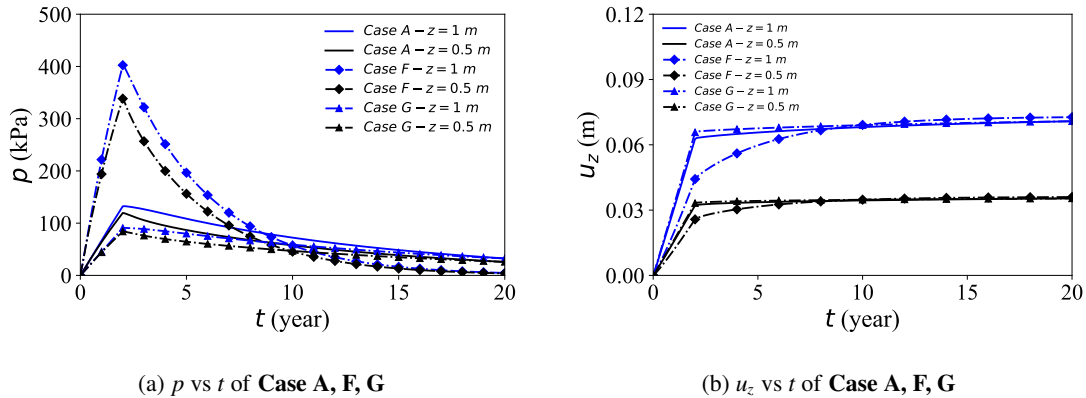 500
400
300
200
100
0
p (kPa)
0 5 10 15 20
t (year)
Case A − z = 1 m
Case A − z = 0.5 m
Case F − z = 1 m
Case F − z = 0.5 m
Case G − z = 1 m
Case G − z = 0.5 m
(a) p vs t of Case A, F, G
0.12
0.09
0.06
0.03
0.00
u_z (m)
0 5 10 15 20
t (year)
Case A − z = 1 m
Case A − z = 0.5 m
Case F − z = 1 m
Case F − z = 0.5 m
Case G − z = 1 m
Case G − z = 0.5 m
(b) u_z vs t of Case A, F, G